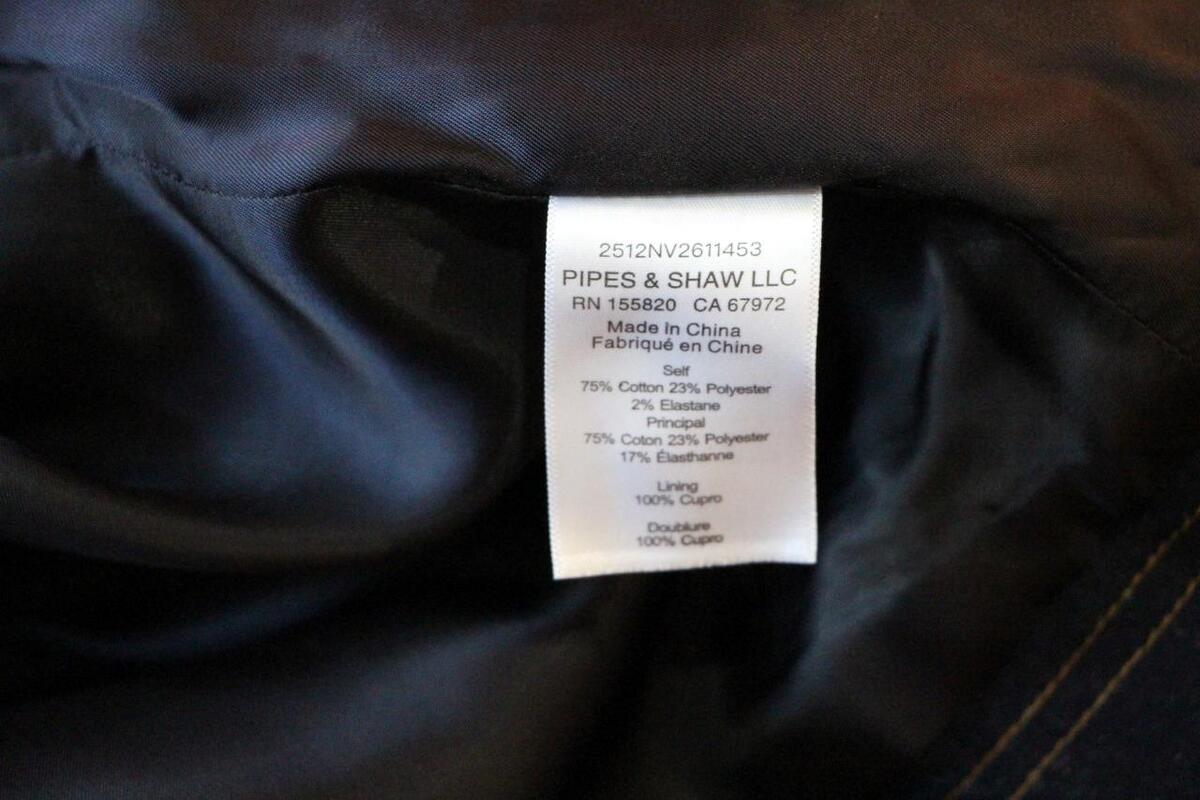 2512NV2611453
PIPES & SHAW LLC
RN 155820 CA 67972
Made in China
Fabriqué en Chine
Self
75% Cotton 23% Polyester
2% Elastane
Principal
75% Coton 23% Polyester
17% Élasthanne
Lining
100% Cupro
Doublure
100% Cupro